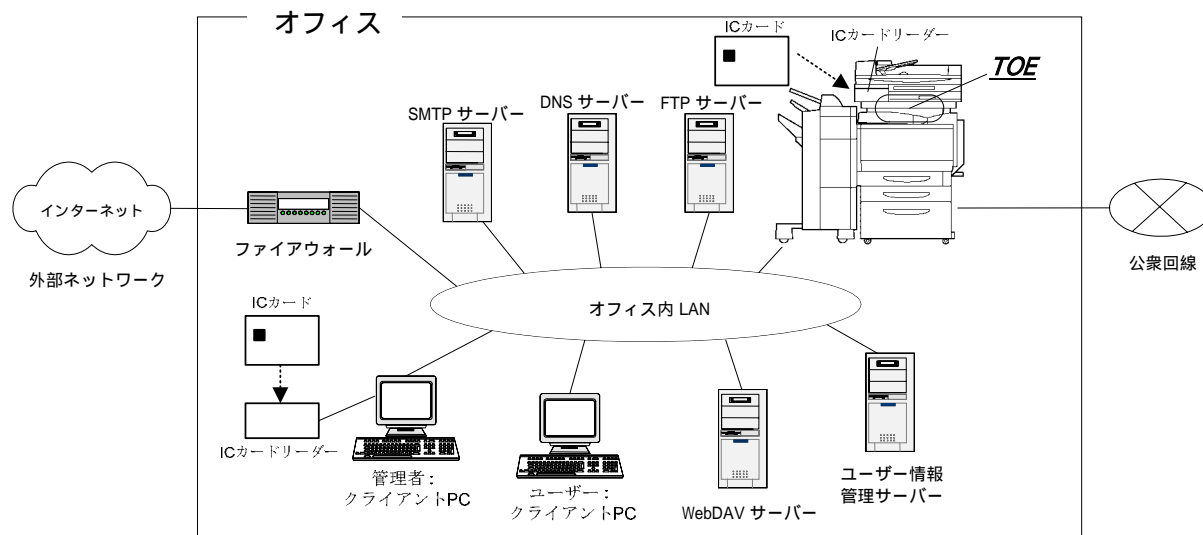 オフィス
ICカード
ICカードリーダー
TOE
SMTP サーバー
DNS サーバー
FTP サーバー
インターネット
ファイアウォール
外部ネットワーク
公衆回線
オフィス内 LAN
ICカード
ICカードリーダー
管理者:
クライアントPC
ユーザー:
クライアントPC
WebDAV サーバー
ユーザー情報
管理サーバー